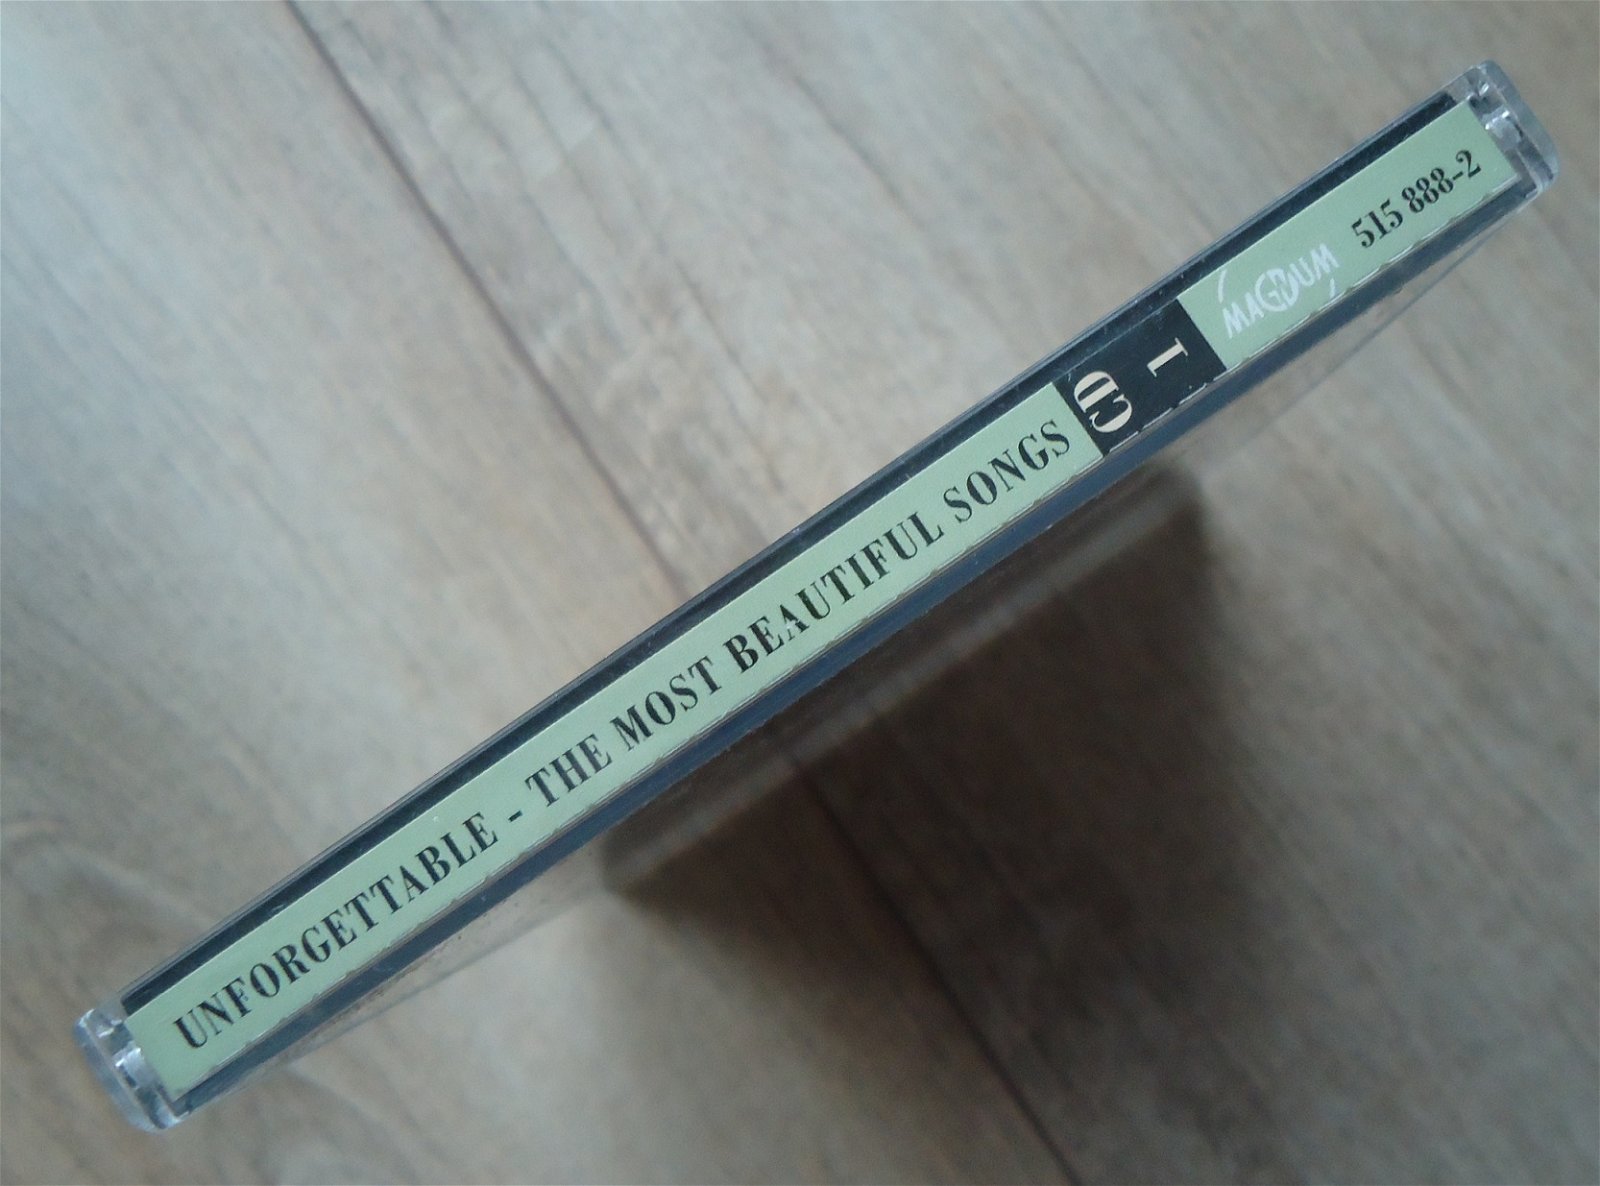 UNFORGETTABLE - THE MOST BEAUTIFUL SONGS
CD
1
MAGNUM
515 888-2